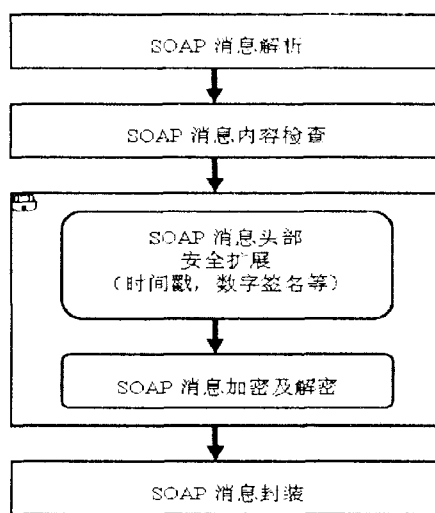 SOAP 消息解析
SOAP 消息内容检查
SOAP 消息头部
安全扩展
（时间戳，数字签名等）
SOAP 消息加密及解密
SOAP 消息封装